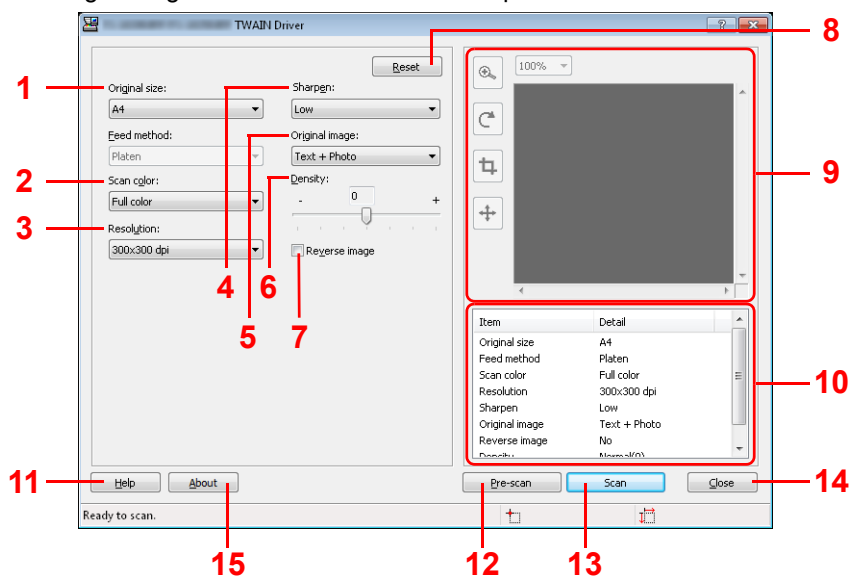 TWAIN Driver
?
8
Reset
100%
1
Original size:
Sharpen:
A4
Low
Feed method:
Original image:
Platen
Text + Photo
9
2
Scan color:
Density:
Full color
- 0 +
3
Resolution:
300x300 dpi
Reverse image
4
6
5
7
Item Detail
Original size A4
Feed method Platen
Scan color Full color
Resolution 300x300 dpi
10
Sharpen Low
Original image Text + Photo
Reverse image No
Density Normal(0)
11
Help
About
Pre-scan
Scan
Close
14
Ready to scan.
15
12
13